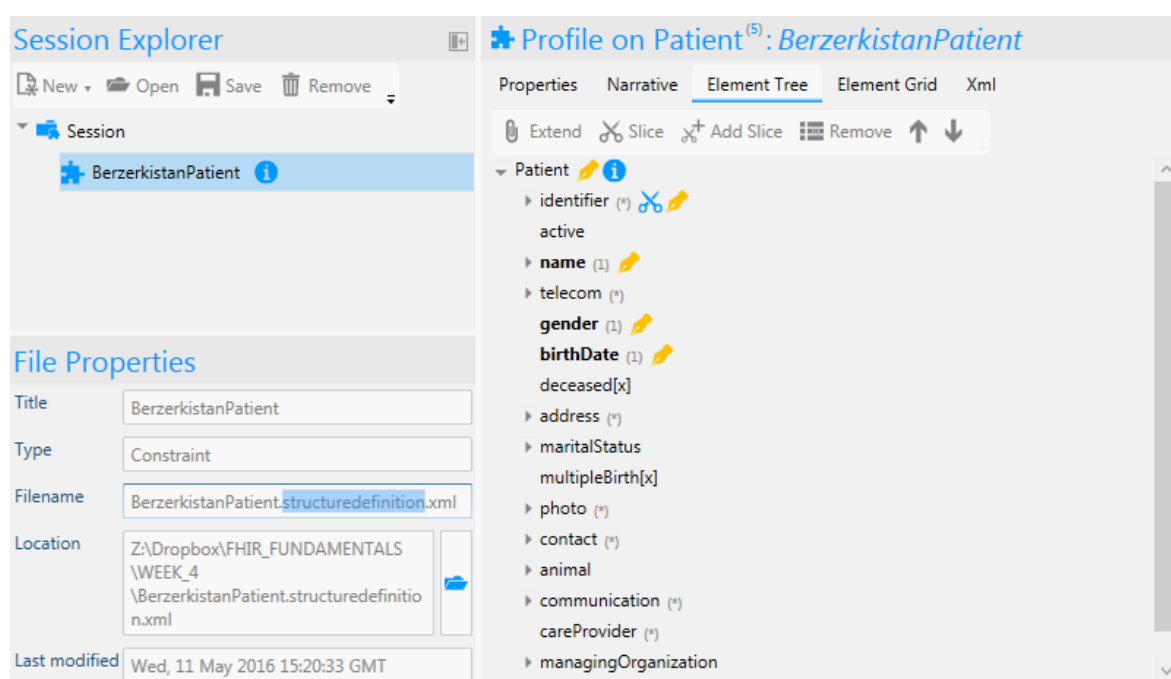 Session Explorer
New Open Save Remove
Session
BerzerkistanPatient
File Properties
Title
BerzerkistanPatient
Type
Constraint
Filename
BerzerkistanPatient.structuredefinition.xml
Location
Z:\Dropbox\FHIR_FUNDAMENTALS
\WEEK_4
\BerzerkistanPatient.structuredefinitio
n.xml
Last modified
Wed, 11 May 2016 15:20:33 GMT
Profile on Patient(5): BerzerkistanPatient
Properties Narrative Element Tree Element Grid Xml
Extend Slice Add Slice Remove
Patient
identifier (*)
active
name (1)
telecom (*)
gender (1)
birthDate (1)
deceased[x]
address (*)
maritalStatus
multipleBirth[x]
photo (*)
contact (*)
animal
communication (*)
careProvider (*)
managingOrganization